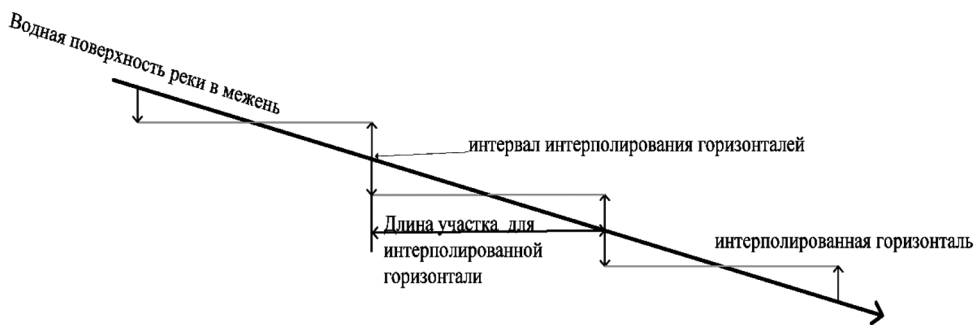 Водная поверхность реки в межень
интервал интерполирования горизонталей
Длина участка для
интерполированной
горизонтали
интерполированная горизонталь